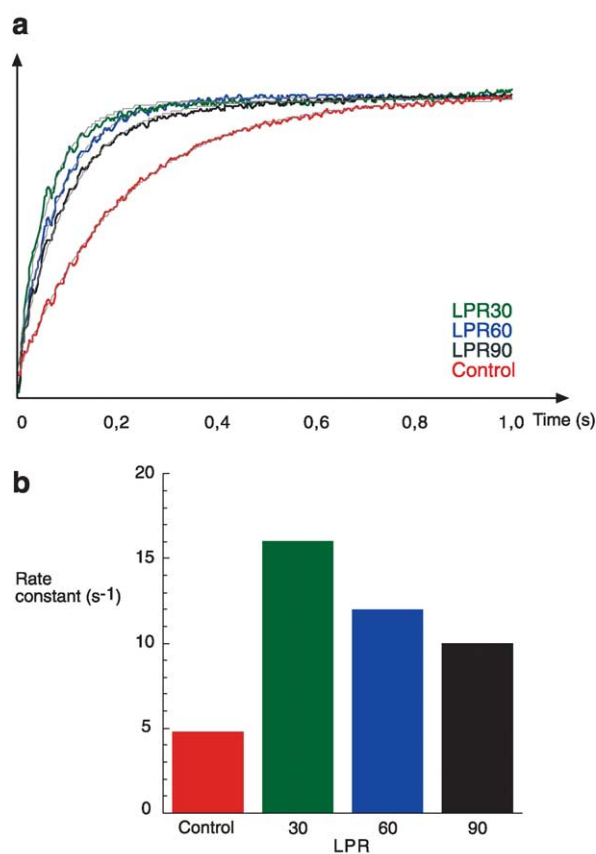 a
LPR30
LPR60
LPR90
Control
0 0,2 0,4 0,6 0,8 1,0 Time (s)
b
20
15
Rate
constant (s-1)
10
5
0
Control 30 60 90
LPR